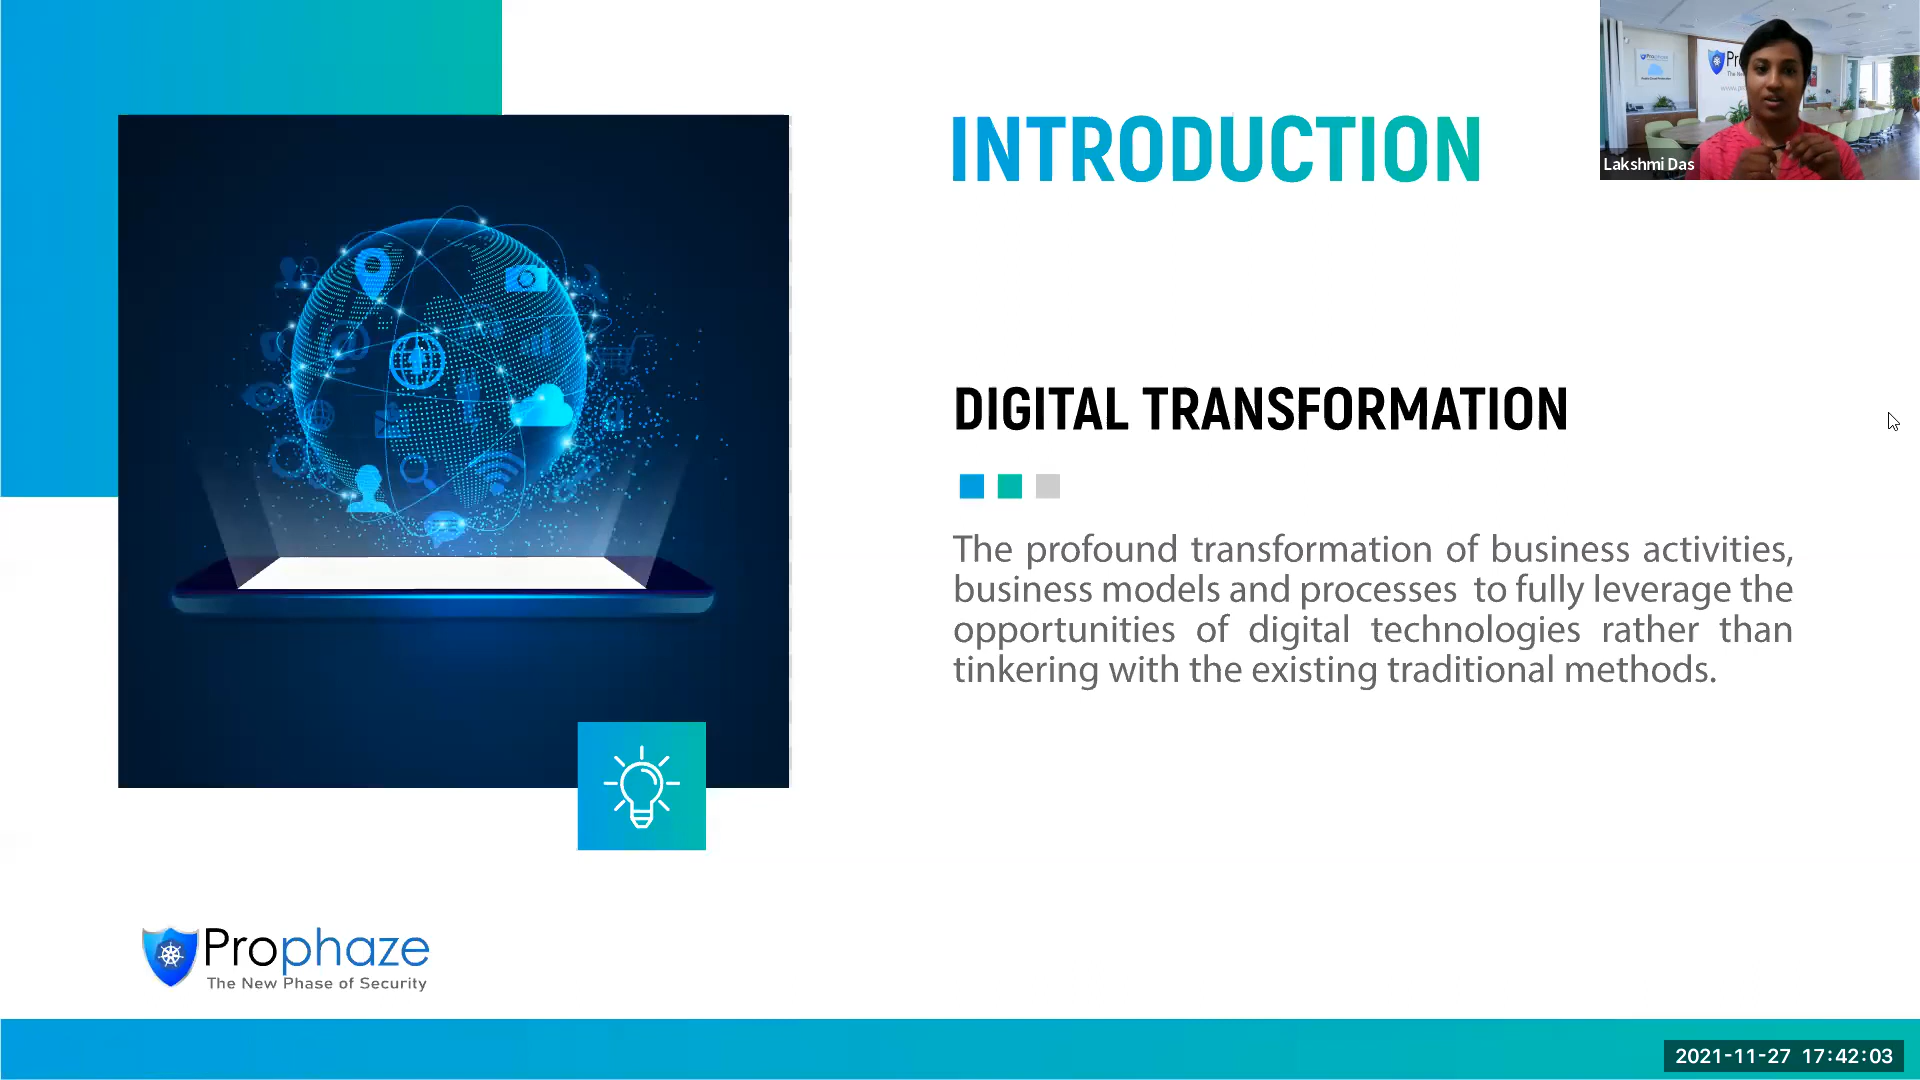 INTRODUCTION
Lakshmi Das
DIGITAL TRANSFORMATION
The profound transformation of business activities,
business models and processes to fully leverage the
opportunities of digital technologies rather than
tinkering with the existing traditional methods.
Prophaze
The New Phase of Security
2021-11-27 17:42:03